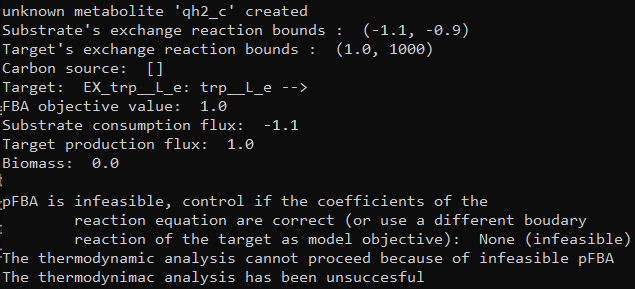 unknown metabolite 'qh2_c' created
Substrate's exchange reaction bounds :  (-1.1, -0.9)
Target's exchange reaction bounds :  (1.0, 1000)
Carbon source:  []
Target:  EX_trp__L_e: trp__L_e -->
FBA objective value:  1.0
Substrate consumption flux:  -1.1
Target production flux:  1.0
Biomass:  0.0
pFBA is infeasible, control if the coefficients of the
reaction equation are correct (or use a different boudary
reaction of the target as model objective):  None (infeasible)
The thermodynamic analysis cannot proceed because of infeasible pFBA
The thermodynimac analysis has been unsuccesful